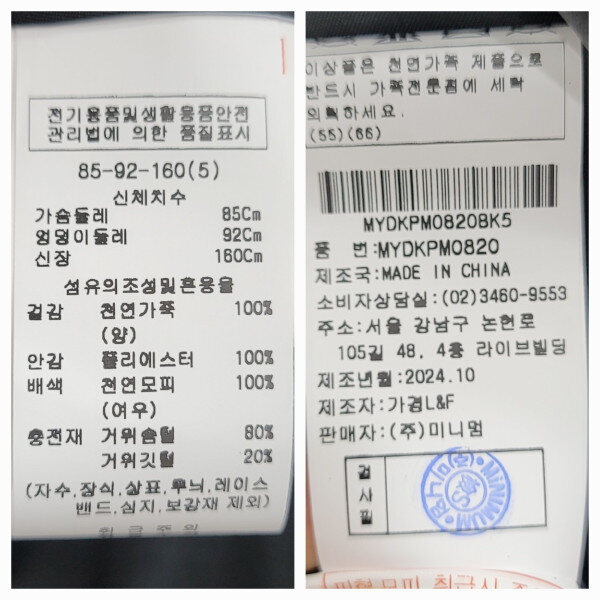 전기용품및생활용품안전
관리법에 의한 품질표시
85-92-160(5)
신체치수
가슴둘레 85Cm
엉덩이둘레 92Cm
신장 160Cm
섬유의조성및혼용율
겉감 천연가죽 100%
(양)
안감 폴리에스터 100%
배색 천연모피 100%
(여우)
충전재 거위솜털 80%
거위깃털 20%
(자수,장식,상표,무늬,레이스
밴드,심지,보강재 제외)
취급주의
이상품은 천연가죽 제품으로
반드시 가죽전문점에 세탁
의뢰하세요.
(55)(66)
MYDKPM0820BK5
품 번:MYDKPM0820
제조국:MADE IN CHINA
소비자상담실:(02)3460-9553
주소:서울 강남구 논현로
105길 48, 4층 라이브빌딩
제조년월:2024.10
제조자:가경L&F
판매자:(주)미니멈
검사필
MINIMUM